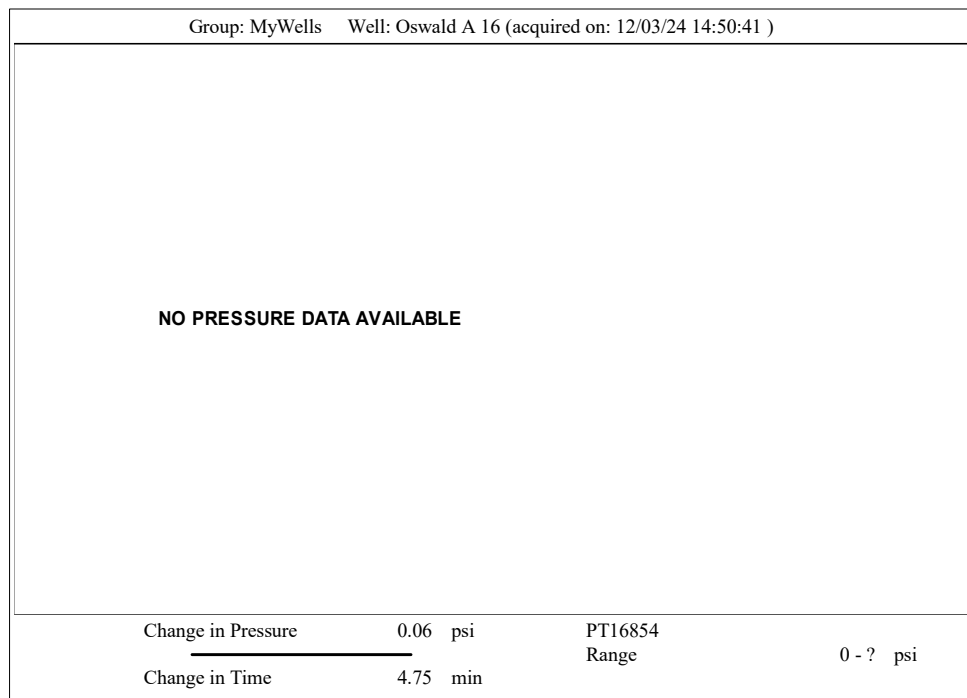 Group: MyWells Well: Oswald A 16 (acquired on: 12/03/24 14:50:41 )
NO PRESSURE DATA AVAILABLE
Change in Pressure 0.06 psi PT16854
Range 0 - ? psi
Change in Time 4.75 min